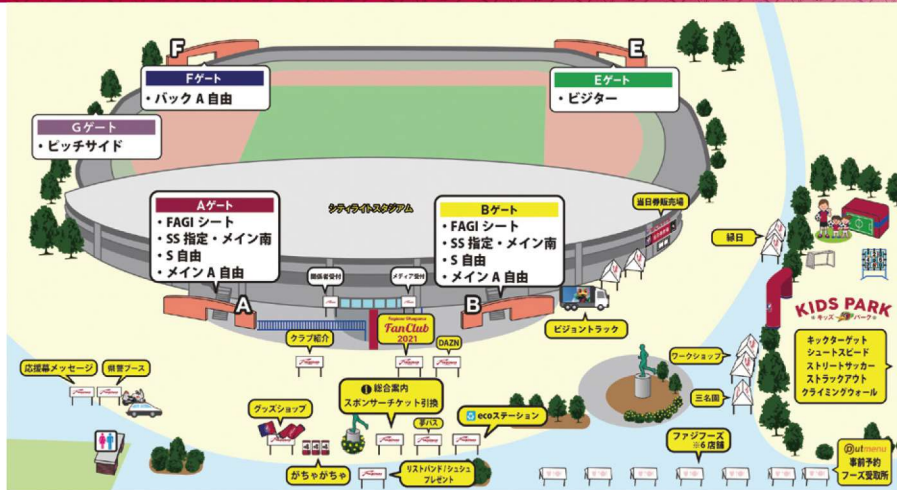 F
E
Fゲート
・バック A 自由
Eゲート
・ビジター
Gゲート
・ピッチサイド
シティライトスタジアム
Aゲート
・FAGI シート
・SS 指定・メイン南
・S 自由
・メイン A 自由
Bゲート
・FAGI シート
・SS 指定・メイン南
・S 自由
・メイン A 自由
当日券販売場
縁日
関係者受付
メディア受付
A
B
FanClub
2021
ビジョントラック
KIDS PARK
キッズ パーク
キックターゲット
シュートスピード
ストリートサッカー
ストラックアウト
クライミングウォール
クラブ紹介
DAZN
ワークショップ
応援幕メッセージ
県警ブース
三名園
グッズショップ
総合案内
スポンサーチケット引換
夢パス
ecoステーション
ファジフーズ
※6店舗
putmenu
事前予約
フーズ受取所
がちゃがちゃ
リストバンド/シュシュ
プレゼント